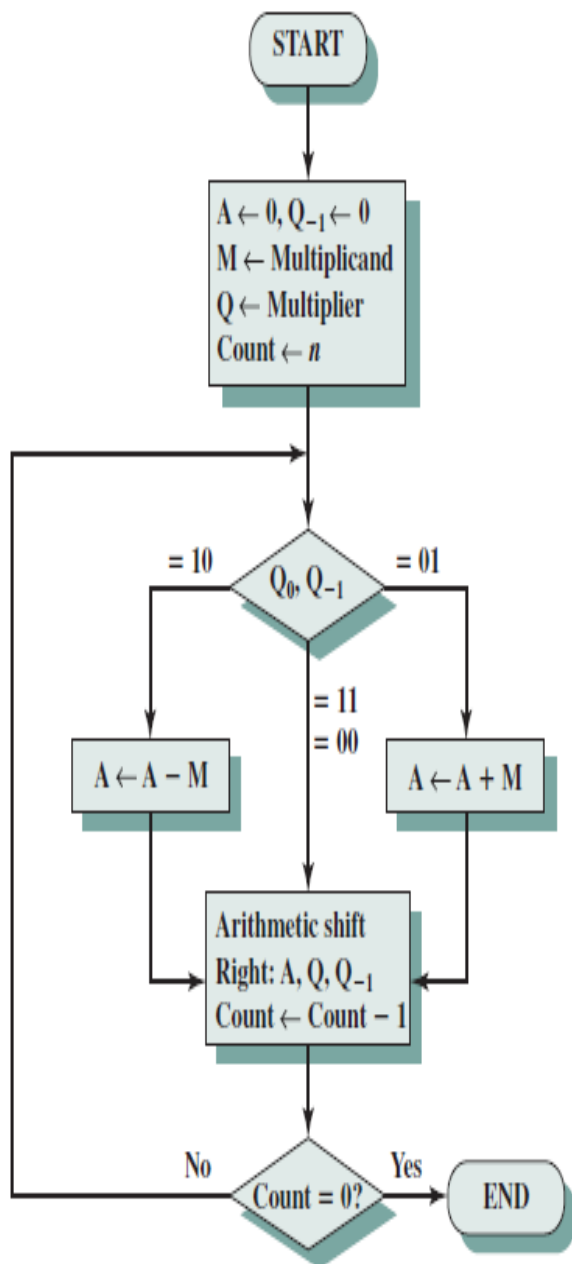 START
A ← 0, Q₋₁ ← 0
M ← Multiplicand
Q ← Multiplier
Count ← n
= 10
Q₀, Q₋₁
= 01
= 11
= 00
A ← A − M
A ← A + M
Arithmetic shift
Right: A, Q, Q₋₁
Count ← Count − 1
No
Count = 0?
Yes
END